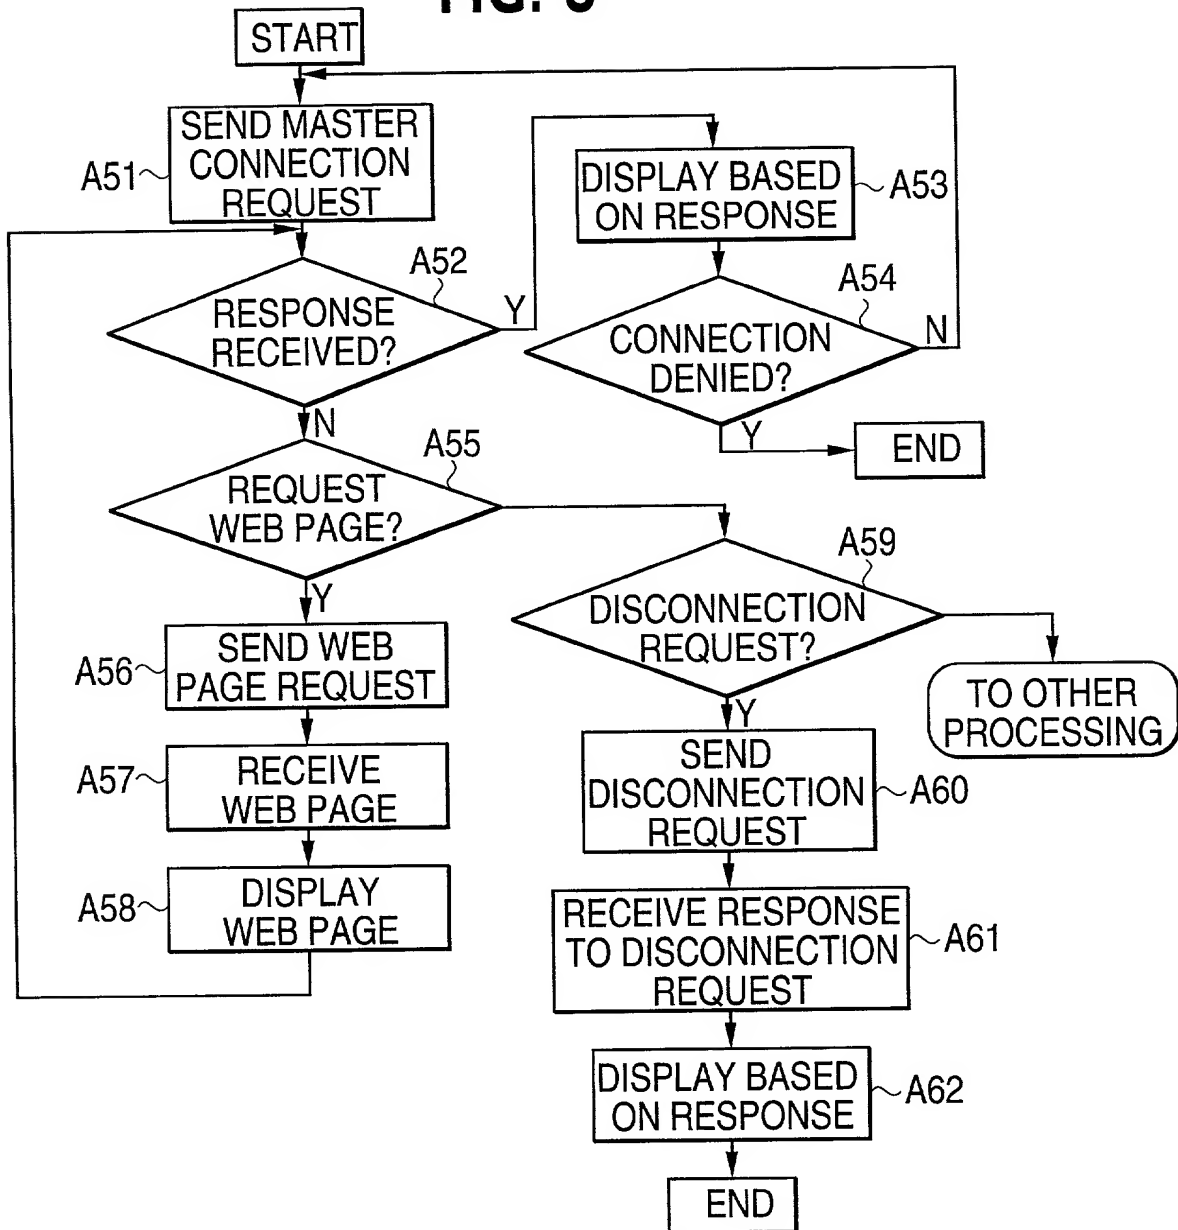 START
SEND MASTER
CONNECTION
REQUEST
A51
A52
RESPONSE
RECEIVED?
Y
N
DISPLAY BASED
ON RESPONSE
A53
A54
CONNECTION
DENIED?
N
Y
END
A55
REQUEST
WEB PAGE?
Y
SEND WEB
PAGE REQUEST
A56
RECEIVE
WEB PAGE
A57
DISPLAY
WEB PAGE
A58
A59
DISCONNECTION
REQUEST?
Y
TO OTHER
PROCESSING
SEND
DISCONNECTION
REQUEST
A60
RECEIVE RESPONSE
TO DISCONNECTION
REQUEST
A61
DISPLAY BASED
ON RESPONSE
A62
END